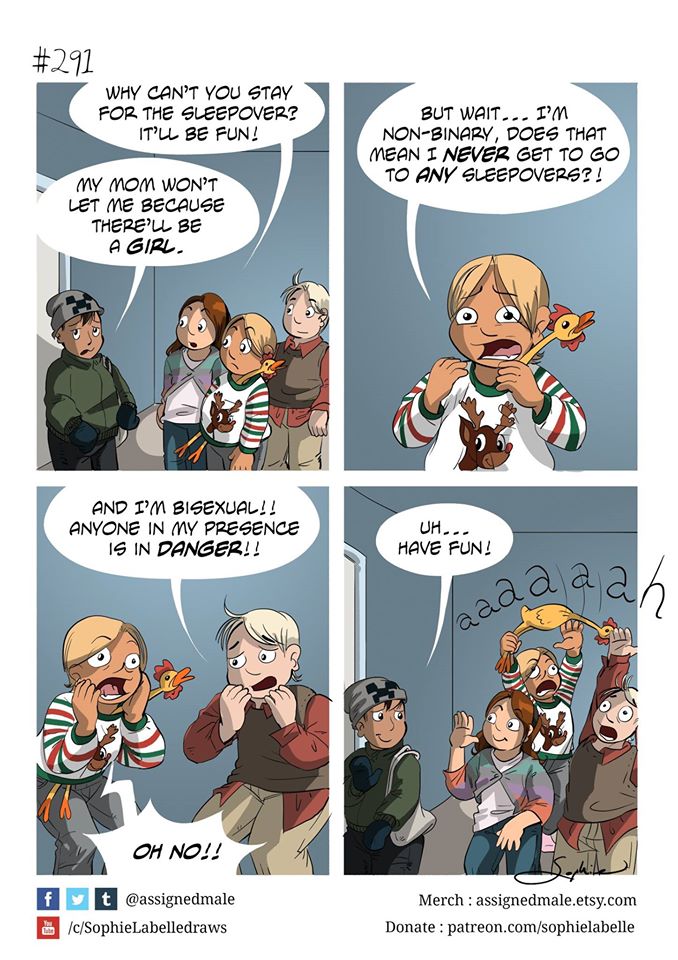 #291
WHY CAN'T YOU STAY
FOR THE SLEEPOVER?
IT'LL BE FUN!
MY MOM WON'T
LET ME BECAUSE
THERE'LL BE
A GIRL.
BUT WAIT... I'M
NON-BINARY, DOES THAT
MEAN I NEVER GET TO GO
TO ANY SLEEPOVERS?!
AND I'M BISEXUAL!!
ANYONE IN MY PRESENCE
IS IN DANGER!!
OH NO!!
UH...
HAVE FUN!
aaaaaah
Sophie
f t @assignedmale
Merch : assignedmale.etsy.com
You Tube /c/SophieLabelledraws
Donate : patreon.com/sophielabelle